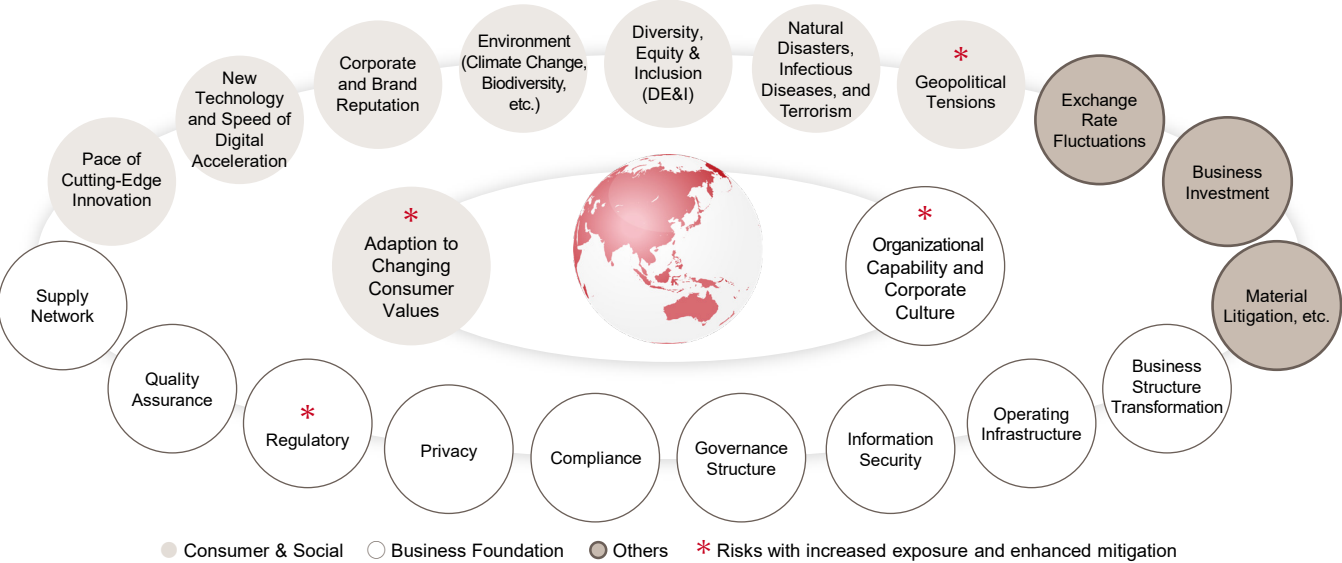 Pace of
Cutting-Edge
Innovation
New
Technology
and Speed of
Digital
Acceleration
Corporate
and Brand
Reputation
Environment
(Climate Change,
Biodiversity,
etc.)
Diversity,
Equity &
Inclusion
(DE&I)
Natural
Disasters,
Infectious
Diseases, and
Terrorism
*
Geopolitical
Tensions
Exchange
Rate
Fluctuations
Business
Investment
Material
Litigation, etc.
*
Adaption to
Changing
Consumer
Values
*
Organizational
Capability and
Corporate
Culture
Supply
Network
Quality
Assurance
*
Regulatory
Privacy
Compliance
Governance
Structure
Information
Security
Operating
Infrastructure
Business
Structure
Transformation
Consumer & Social
Business Foundation
Others
* Risks with increased exposure and enhanced mitigation